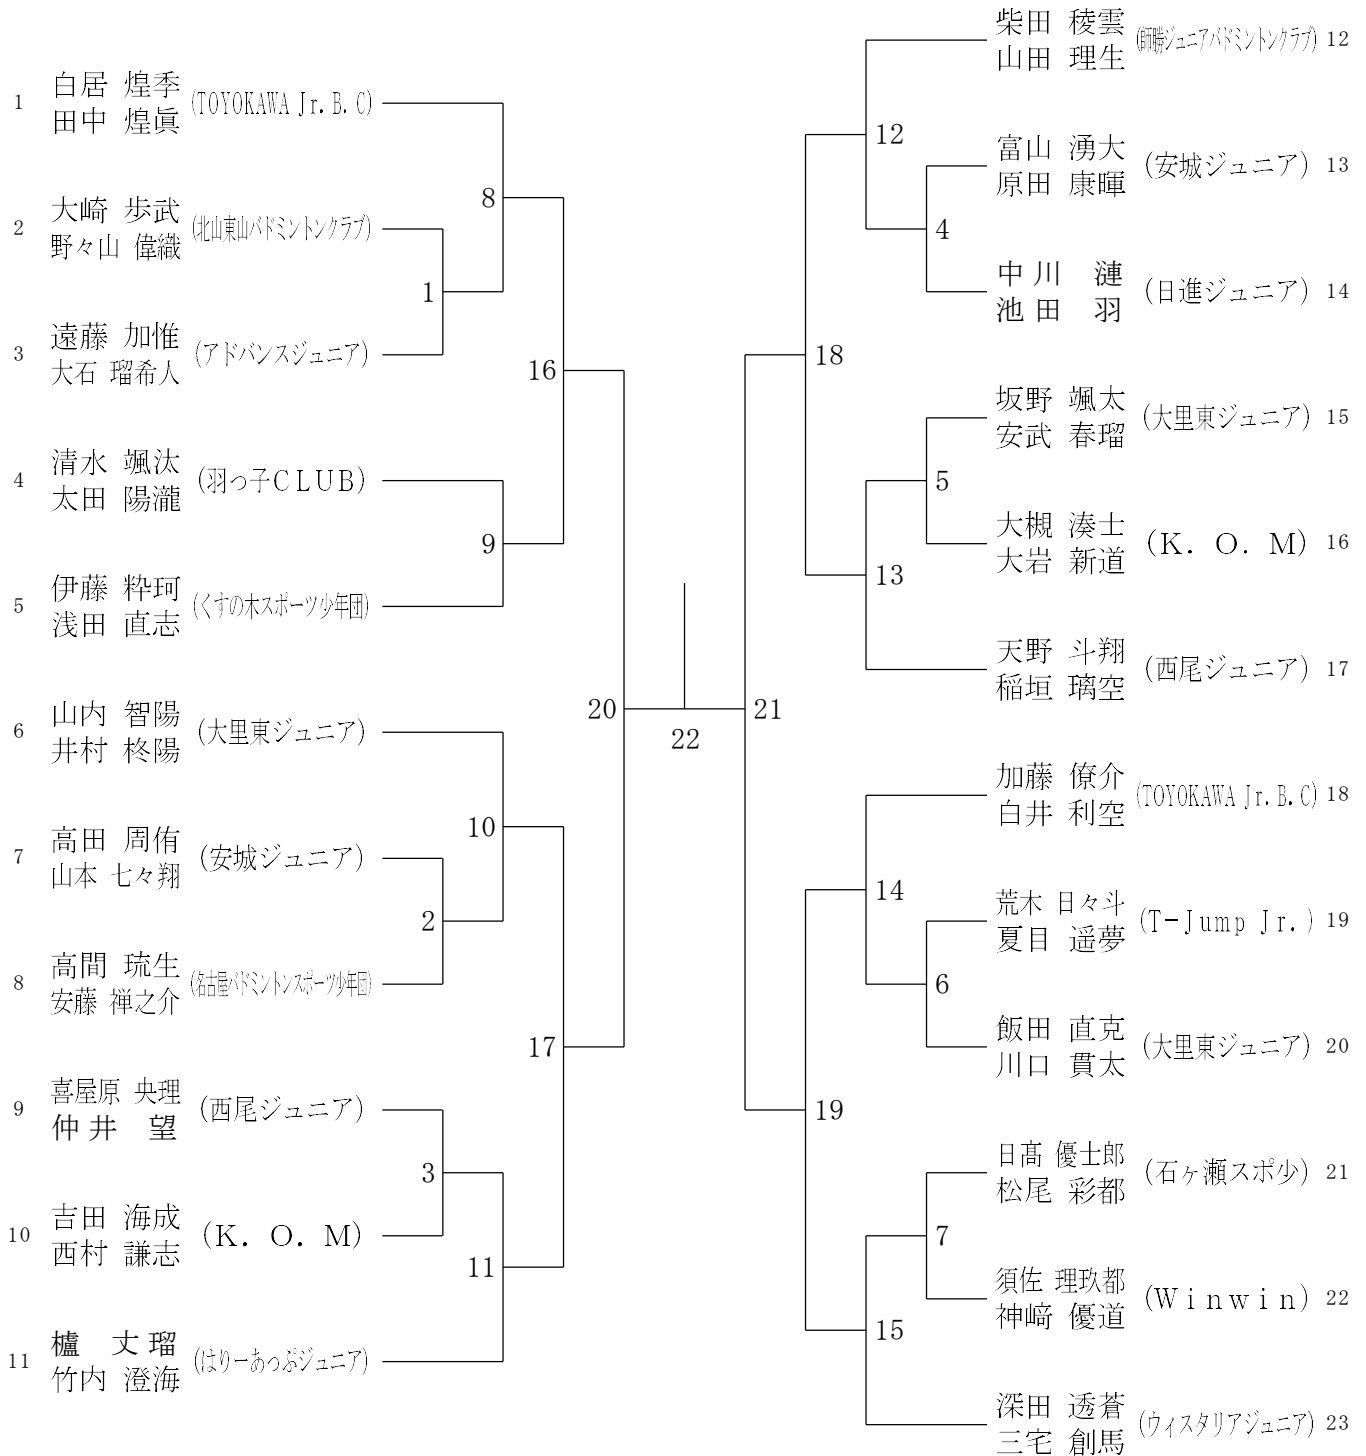 1 白居 煌季 (TOYOKAWA Jr. B. C)
田中 煌眞
2 大崎 歩武 (北山東山バドミントンクラブ)
野々山 偉織
3 遠藤 加惟 (アドバンスジュニア)
大石 瑠希人
4 清水 颯汰 (羽っ子CLUB)
太田 陽瀧
5 伊藤 粋珂 (くすの木スポーツ少年団)
浅田 直志
6 山内 智陽 (大里東ジュニア)
井村 柊陽
7 高田 周侑 (安城ジュニア)
山本 七々翔
8 高間 琉生 (名古屋バドミントンスポーツ少年団)
安藤 禅之介
9 喜屋原 央理 (西尾ジュニア)
仲井 望
10 吉田 海成 (K. O. M)
西村 謙志
11 櫨 丈瑠 (はりーあっぷジュニア)
竹内 澄海
1
2
3
8
9
10
11
16
17
20
22
21
18
19
12
13
14
15
4
5
6
7
柴田 稜雲 (師勝ジュニアバドミントンクラブ) 12
山田 理生
富山 湧大 (安城ジュニア) 13
原田 康暉
中川 漣 (日進ジュニア) 14
池田 羽
坂野 颯太 (大里東ジュニア) 15
安武 春瑠
大槻 湊士 (K. O. M) 16
大岩 新道
天野 斗翔 (西尾ジュニア) 17
稲垣 璃空
加藤 僚介 (TOYOKAWA Jr. B. C) 18
白井 利空
荒木 日々斗 (T-Jump Jr.) 19
夏目 遥夢
飯田 直克 (大里東ジュニア) 20
川口 貫太
日髙 優士郎 (石ヶ瀬スポ少) 21
松尾 彩都
須佐 理玖都 (Winwin) 22
神﨑 優道
深田 透蒼 (ウィスタリアジュニア) 23
三宅 創馬